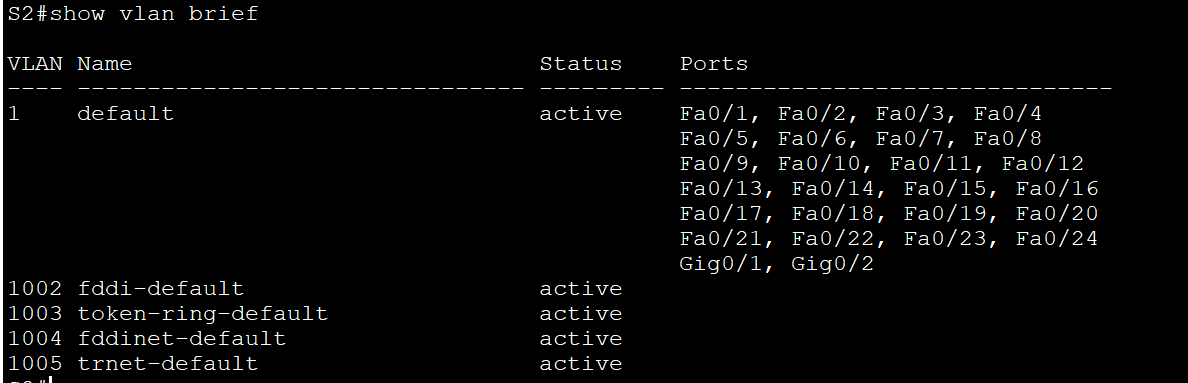 S2#show vlan brief
VLAN Name                             Status    Ports
---- -------------------------------- --------- -------------------------------
1    default                          active    Fa0/1, Fa0/2, Fa0/3, Fa0/4
                                                Fa0/5, Fa0/6, Fa0/7, Fa0/8
                                                Fa0/9, Fa0/10, Fa0/11, Fa0/12
                                                Fa0/13, Fa0/14, Fa0/15, Fa0/16
                                                Fa0/17, Fa0/18, Fa0/19, Fa0/20
                                                Fa0/21, Fa0/22, Fa0/23, Fa0/24
                                                Gig0/1, Gig0/2
1002 fddi-default                     active
1003 token-ring-default               active
1004 fddinet-default                  active
1005 trnet-default                    active